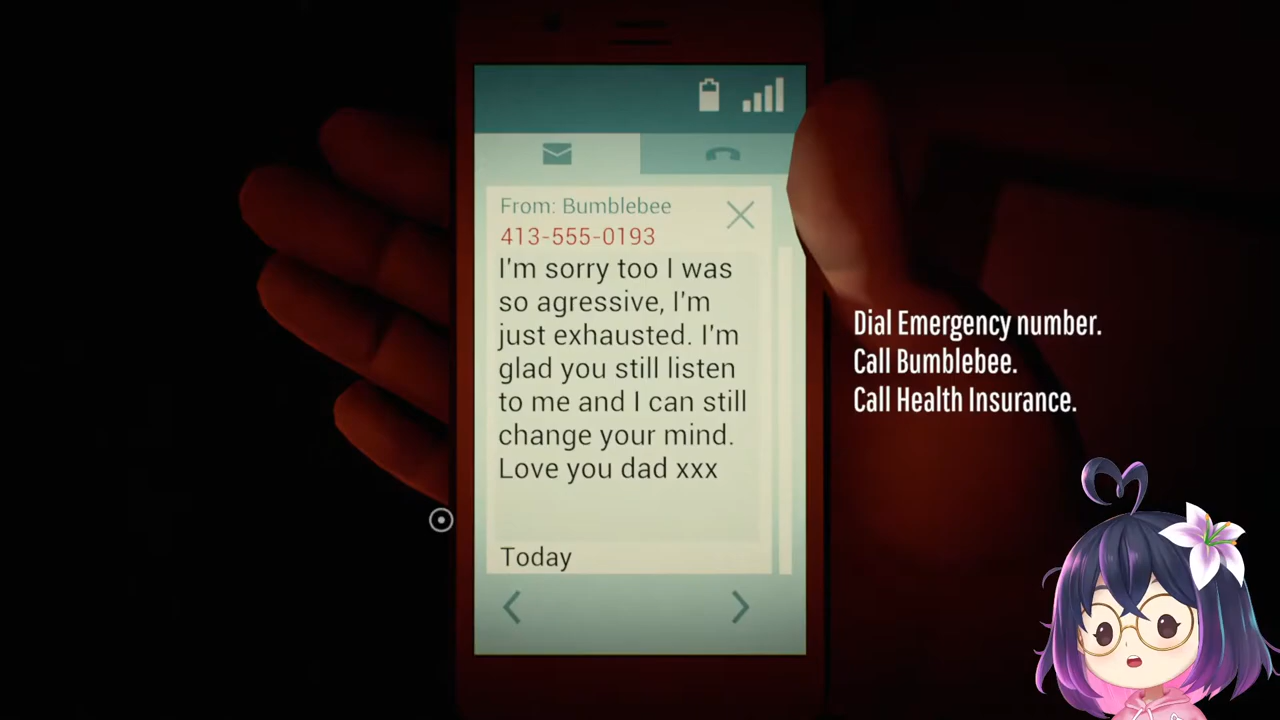 From: Bumblebee
413-555-0193
I'm sorry too I was
so agressive, I'm
just exhausted. I'm
glad you still listen
to me and I can still
change your mind.
Love you dad xxx
Today
Dial Emergency number.
Call Bumblebee.
Call Health Insurance.